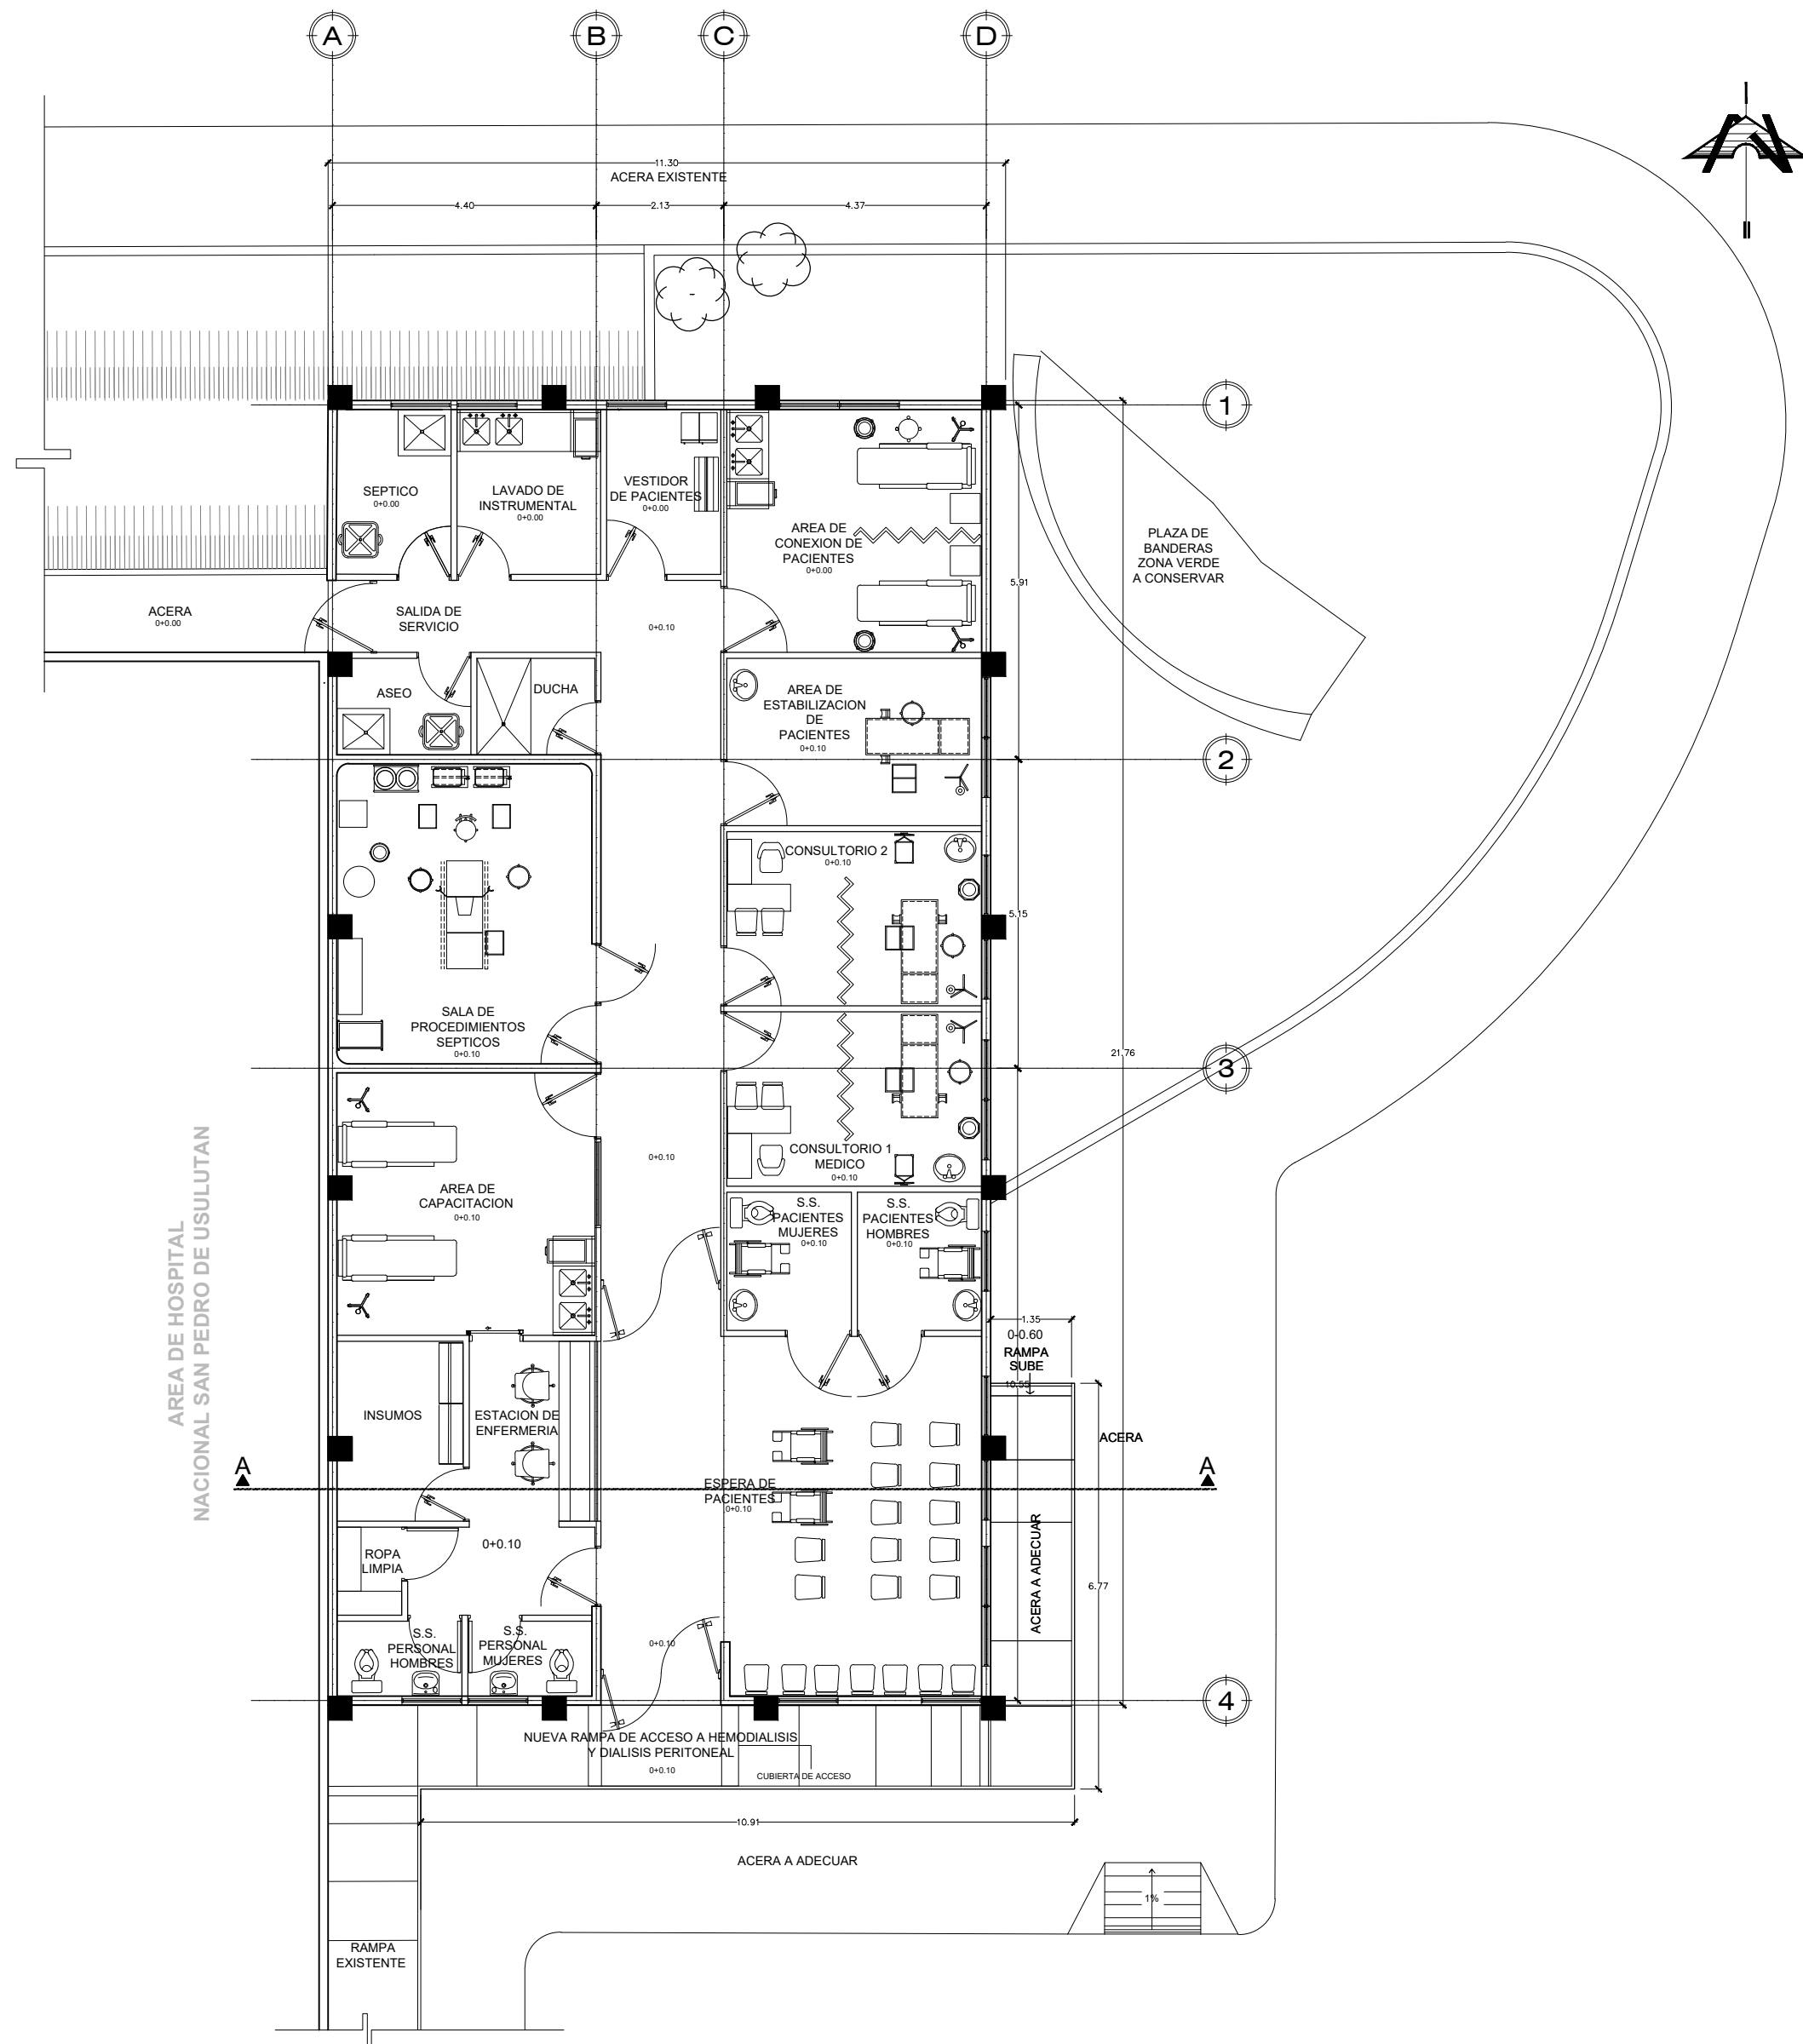 A
B
C
D
11.30
ACERA EXISTENTE
4.40
2.13
4.37
N
1
SEPTICO
0+0.00
LAVADO DE
INSTRUMENTAL
0+0.00
VESTIDOR
DE PACIENTES
0+0.00
AREA DE
CONEXION DE
PACIENTES
0+0.00
PLAZA DE
BANDERAS
ZONA VERDE
A CONSERVAR
5.91
ACERA
0+0.00
SALIDA DE
SERVICIO
0+0.10
ASEO
DUCHA
AREA DE
ESTABILIZACION
DE
PACIENTES
0+0.10
2
CONSULTORIO 2
0+0.10
5.15
SALA DE
PROCEDIMIENTOS
SEPTICOS
0+0.10
21.76
3
AREA DE HOSPITAL
NACIONAL SAN PEDRO DE USULUTAN
0+0.10
CONSULTORIO 1
MEDICO
0+0.10
AREA DE
CAPACITACION
0+0.10
S.S.
PACIENTES
MUJERES
0+0.10
S.S.
PACIENTES
HOMBRES
0+0.10
1.35
0-0.60
RAMPA
SUBE
10.55
INSUMOS
ESTACION DE
ENFERMERIA
ACERA
A
A
ESPERA DE
PACIENTES
0+0.10
ROPA
LIMPIA
0+0.10
ACERA A ADECUAR
6.77
S.S.
PERSONAL
HOMBRES
S.S.
PERSONAL
MUJERES
0+0.10
4
NUEVA RAMPA DE ACCESO A HEMODIALISIS
Y DIALISIS PERITONEAL
0+0.10
CUBIERTA DE ACCESO
10.91
ACERA A ADECUAR
1%
RAMPA
EXISTENTE